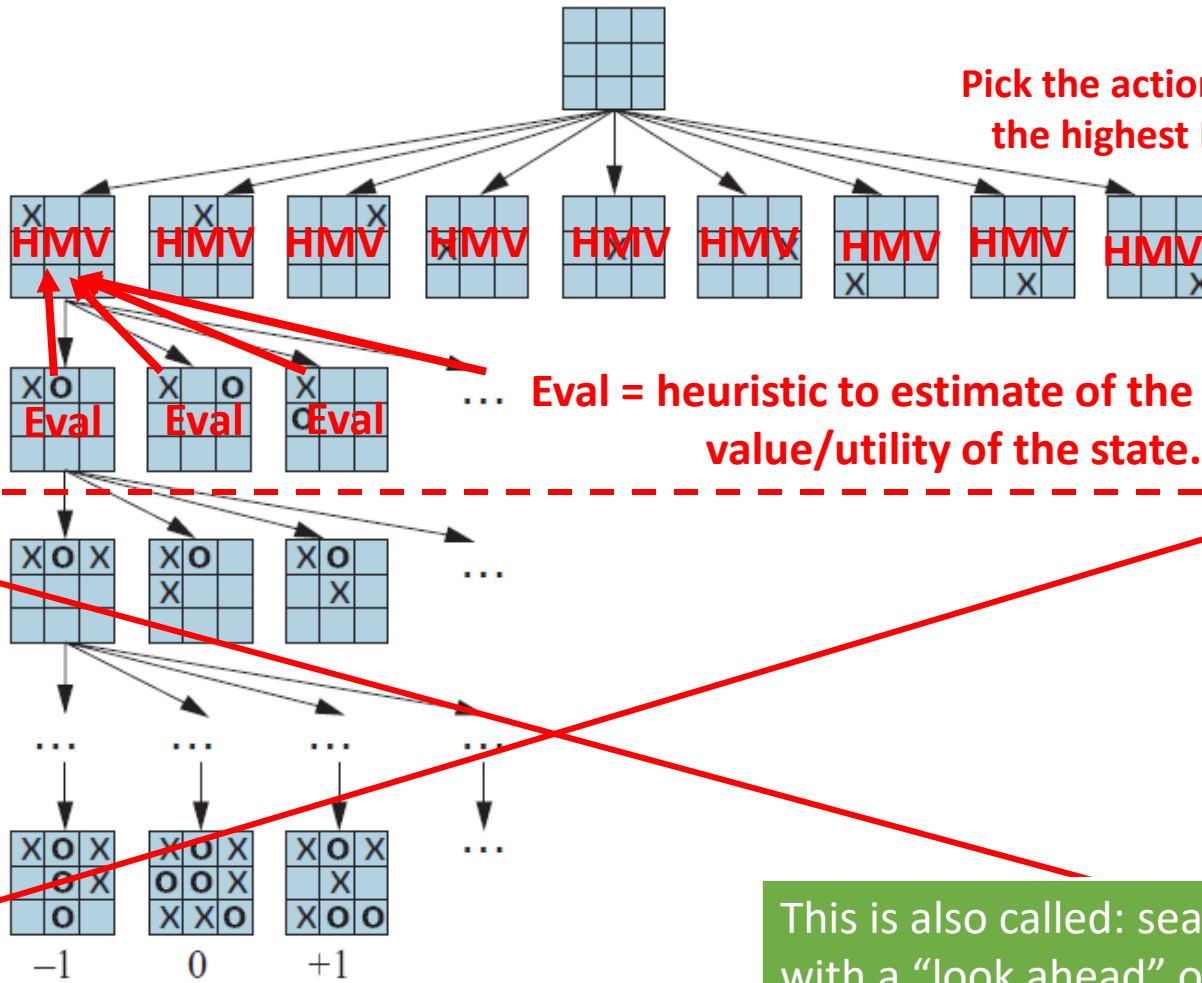 Pick the action
the highest
X X X X X X X X X
HMV HMV HMV HMV HMV HMV HMV HMV HMV
X O X O X O
Eval Eval Eval ... Eval = heuristic to estimate of the
value/utility of the state.
X O X X O X O
X X ...
... ... ... ...
X O X X O X X O X ...
O X O O X X
O X X O X O O
–1 0 +1
This is also called: sea
with a “look ahead” o